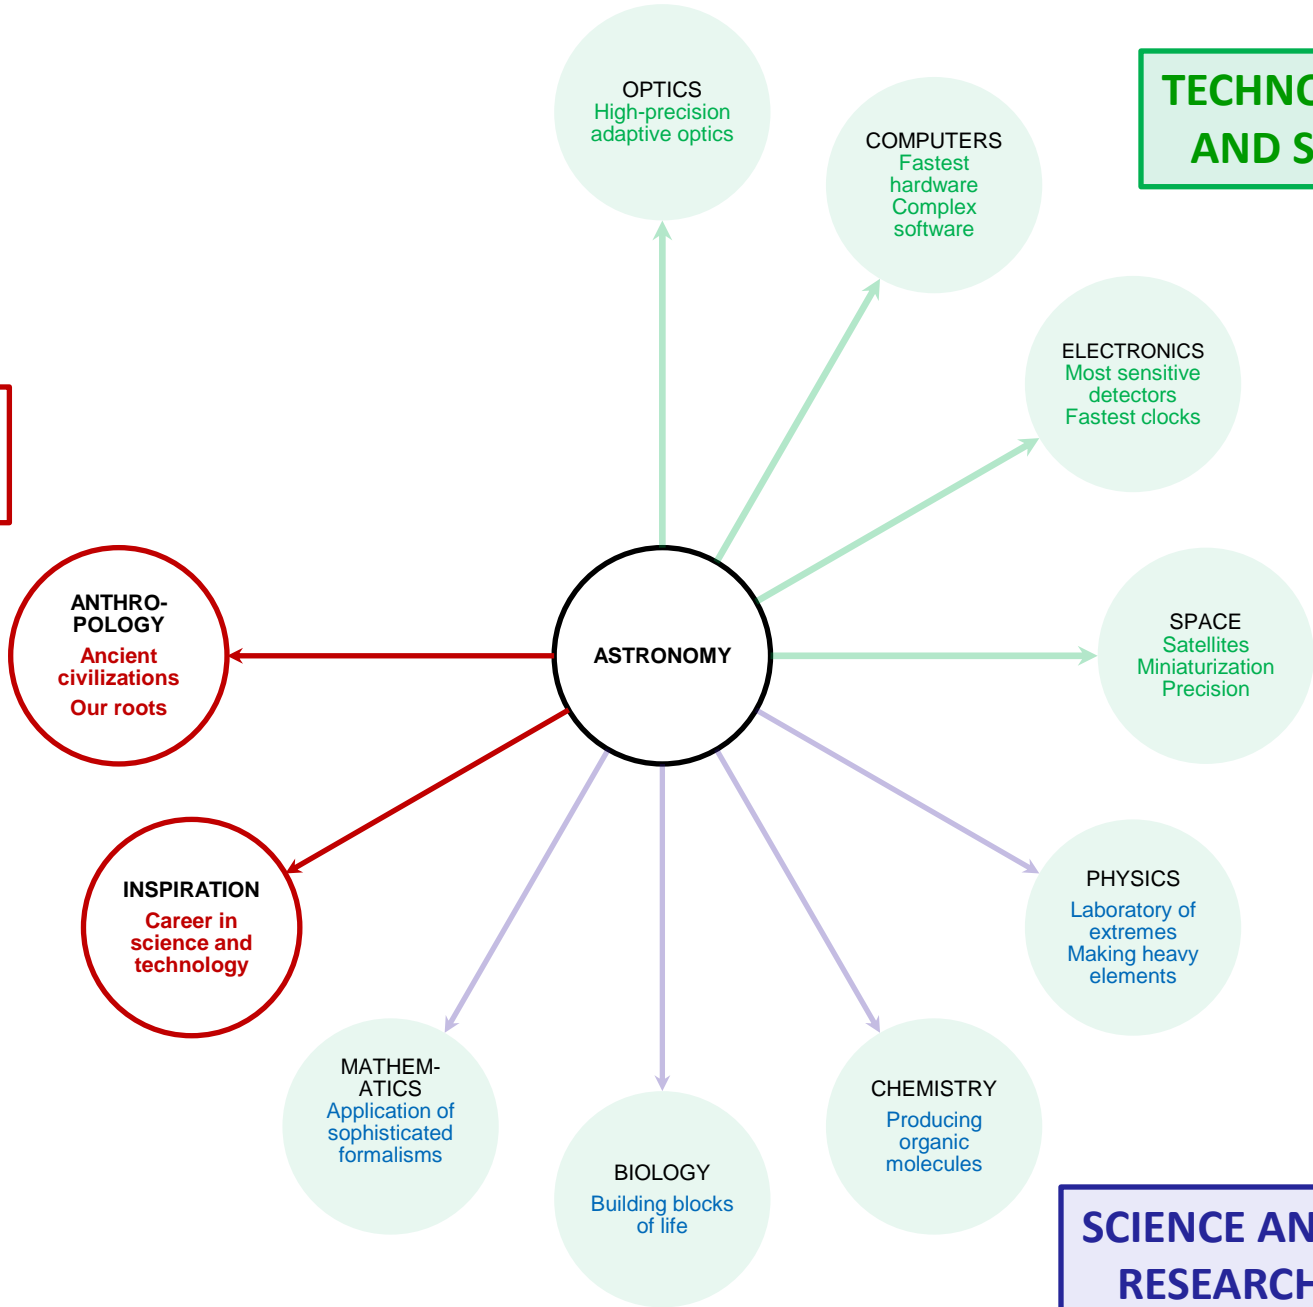 OPTICS
High-precision
adaptive optics
COMPUTERS
Fastest
hardware
Complex
software
AND S
ELECTRONICS
Most sensitive
detectors
Fastest clocks
ANTHRO-
POLOGY
Ancient
civilizations
Our roots
ASTRONOMY
SPACE
Satellites
Miniaturization
Precision
INSPIRATION
Career in
science and
technology
PHYSICS
Laboratory of
extremes
Making heavy
elements
MATHEM-
ATICS
Application of
sophisticated
formalisms
BIOLOGY
Building blocks
of life
CHEMISTRY
Producing
organic
molecules
SCIENCE AN
RESEARCH